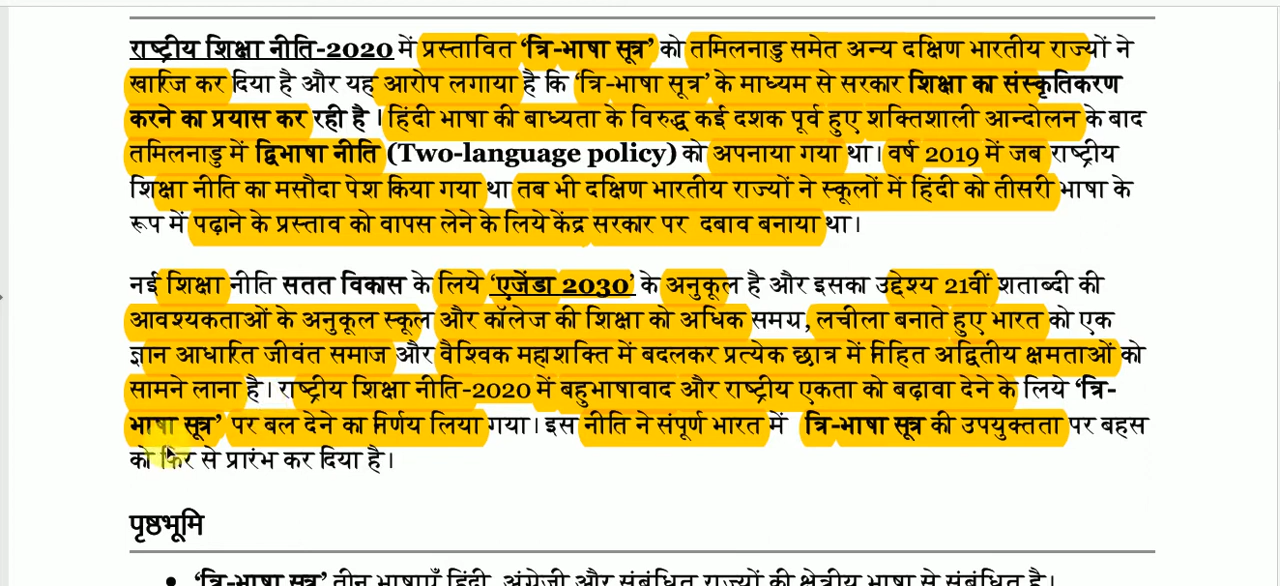 राष्ट्रीय शिक्षा नीति-2020 में प्रस्तावित ‘त्रि-भाषा सूत्र’ को तमिलनाडु समेत अन्य दक्षिण भारतीय राज्यों ने
खारिज कर दिया है और यह आरोप लगाया है कि ‘त्रि-भाषा सूत्र’ के माध्यम से सरकार शिक्षा का संस्कृतिकरण
करने का प्रयास कर रही है। हिंदी भाषा की बाध्यता के विरुद्ध कई दशक पूर्व हुए शक्तिशाली आन्दोलन के बाद
तमिलनाडु में द्विभाषा नीति (Two-language policy) को अपनाया गया था। वर्ष 2019 में जब राष्ट्रीय
शिक्षा नीति का मसौदा पेश किया गया था तब भी दक्षिण भारतीय राज्यों ने स्कूलों में हिंदी को तीसरी भाषा के
रूप में पढ़ाने के प्रस्ताव को वापस लेने के लिये केंद्र सरकार पर दबाव बनाया था।
नई शिक्षा नीति सतत विकास के लिये ‘एजेंडा 2030’ के अनुकूल है और इसका उद्देश्य 21वीं शताब्दी की
आवश्यकताओं के अनुकूल स्कूल और कॉलेज की शिक्षा को अधिक समग्र, लचीला बनाते हुए भारत को एक
ज्ञान आधारित जीवंत समाज और वैश्विक महाशक्ति में बदलकर प्रत्येक छात्र में निहित अद्वितीय क्षमताओं को
सामने लाना है। राष्ट्रीय शिक्षा नीति-2020 में बहुभाषावाद और राष्ट्रीय एकता को बढ़ावा देने के लिये ‘त्रि-
भाषा सूत्र’ पर बल देने का निर्णय लिया गया। इस नीति ने संपूर्ण भारत में त्रि-भाषा सूत्र की उपयुक्तता पर बहस
को फिर से प्रारंभ कर दिया है।
पृष्ठभूमि
• ‘त्रि-भाषा सूत्र’ तीन भाषाएँ हिंदी, अंग्रेजी और संबंधित राज्यों की क्षेत्रीय भाषा से संबंधित है।